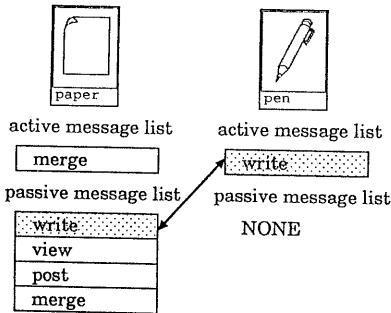 paper
pen
active message list
active message list
merge
write
passive message list
passive message list
write
NONE
view
post
merge